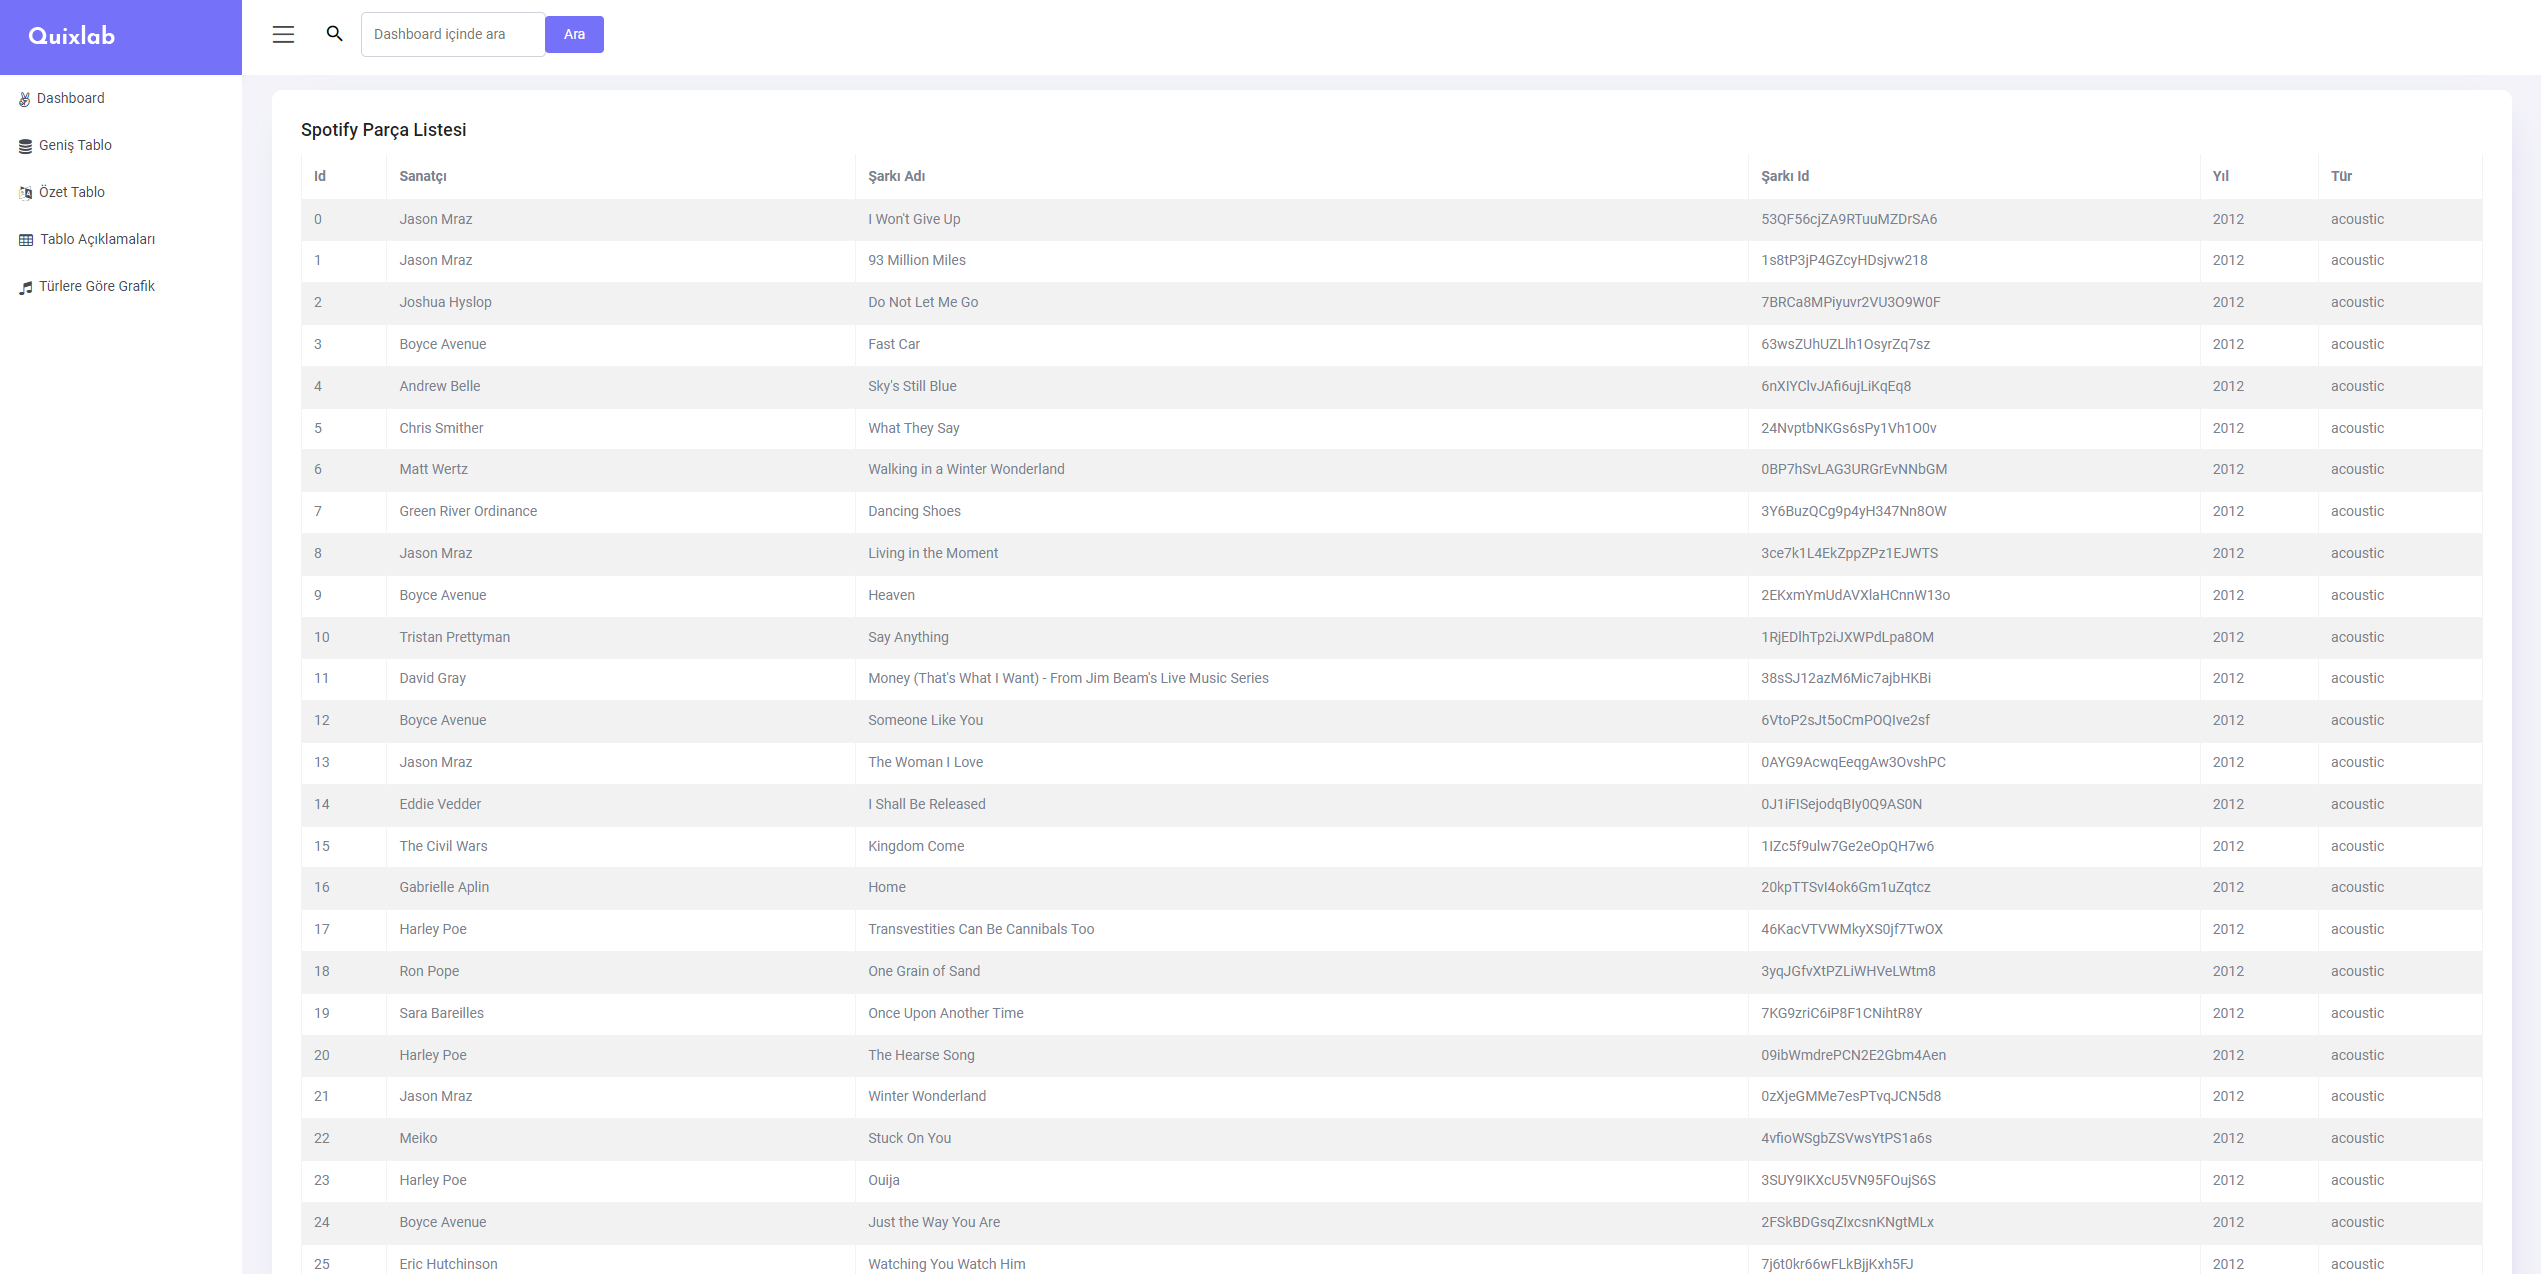 Quixlab
Dashboard içinde ara
Ara
Dashboard
Geniş Tablo
Özet Tablo
Tablo Açıklamaları
Türlere Göre Grafik
Spotify Parça Listesi
Id Sanatçı Şarkı Adı Şarkı Id Yıl Tür
0 Jason Mraz I Won't Give Up 53QF56cjZA9RTuuMZDrSA6 2012 acoustic
1 Jason Mraz 93 Million Miles 1s8tP3jP4GZcyHDsjvw218 2012 acoustic
2 Joshua Hyslop Do Not Let Me Go 7BRCa8MPiyuvr2VU3O9W0F 2012 acoustic
3 Boyce Avenue Fast Car 63wsZUhUZLlh1OsyrZq7sz 2012 acoustic
4 Andrew Belle Sky's Still Blue 6nXIYClvJAfi6ujLiKqEq8 2012 acoustic
5 Chris Smither What They Say 24NvptbNKGs6sPy1Vh1O0v 2012 acoustic
6 Matt Wertz Walking in a Winter Wonderland 0BP7hSvLAG3URGrEvNNbGM 2012 acoustic
7 Green River Ordinance Dancing Shoes 3Y6BuzQCg9p4yH347Nn8OW 2012 acoustic
8 Jason Mraz Living in the Moment 3ce7k1L4EkZppZPz1EJWTS 2012 acoustic
9 Boyce Avenue Heaven 2EKxmYmUdAVXlaHCnnW13o 2012 acoustic
10 Tristan Prettyman Say Anything 1RjEDlhTp2iJXWPdLpa8OM 2012 acoustic
11 David Gray Money (That's What I Want) - From Jim Beam's Live Music Series 38sSJ12azM6Mic7ajbHKBi 2012 acoustic
12 Boyce Avenue Someone Like You 6VtoP2sJt5oCmPOQIve2sf 2012 acoustic
13 Jason Mraz The Woman I Love 0AYG9AcwqEeqgAw3OvshPC 2012 acoustic
14 Eddie Vedder I Shall Be Released 0J1iFISejodqBIy0Q9AS0N 2012 acoustic
15 The Civil Wars Kingdom Come 1IZc5f9ulw7Ge2eOpQH7w6 2012 acoustic
16 Gabrielle Aplin Home 20kpTTSvI4ok6Gm1uZqtcz 2012 acoustic
17 Harley Poe Transvestities Can Be Cannibals Too 46KacVTVWMkyXS0jf7TwOX 2012 acoustic
18 Ron Pope One Grain of Sand 3yqJGfvXtPZLiWHVeLWtm8 2012 acoustic
19 Sara Bareilles Once Upon Another Time 7KG9zriC6iP8F1CNihtR8Y 2012 acoustic
20 Harley Poe The Hearse Song 09ibWmdrePCN2E2Gbm4Aen 2012 acoustic
21 Jason Mraz Winter Wonderland 0zXjeGMMe7esPTvqJCN5d8 2012 acoustic
22 Meiko Stuck On You 4vfioWSgbZSVwsYtPS1a6s 2012 acoustic
23 Harley Poe Ouija 3SUY9IKXcU5VN95FOujS6S 2012 acoustic
24 Boyce Avenue Just the Way You Are 2FSkBDGsqZIxcsnKNgtMLx 2012 acoustic
25 Eric Hutchinson Watching You Watch Him 7j6t0kr66wFLkBjjKxh5FJ 2012 acoustic